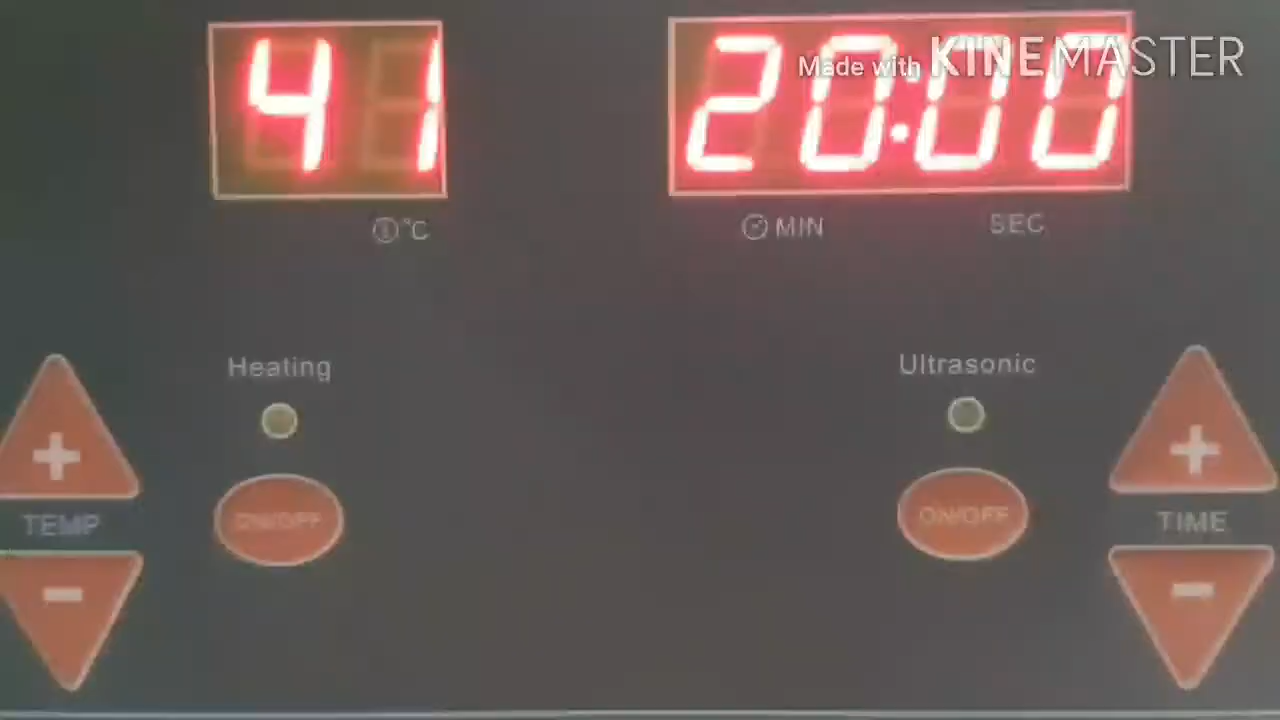 41
20:00
Made with KINEMASTER
°C
MIN
SEC
Heating
Ultrasonic
+
+
ON/OFF
ON/OFF
TEMP
TIME
-
-